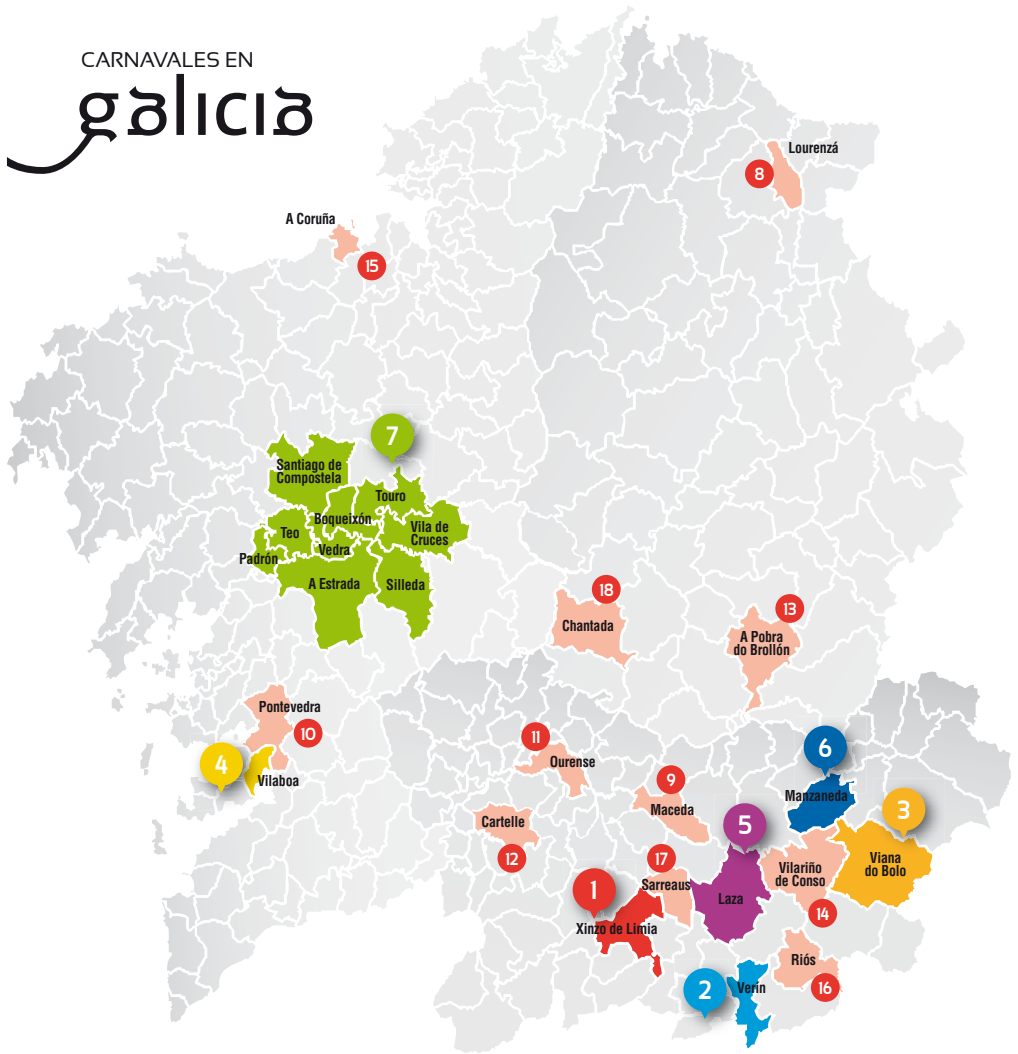 CARNAVALES EN
galicia
Lourenzá
8
A Coruña
15
7
Santiago de
Compostela
Touro
Boqueixón
Teo
Vila de
Cruces
Vedra
Padrón
A Estrada
Silleda
18
Chantada
13
A Pobra
do Brollón
Pontevedra
10
4
Vilaboa
11
Ourense
6
Manzaneda
9
Maceda
3
5
Cartelle
12
17
Sarreaus
Vilariño
de Conso
Viana
do Bolo
1
Laza
14
Xinzo de Limia
Riós
16
2
Verín